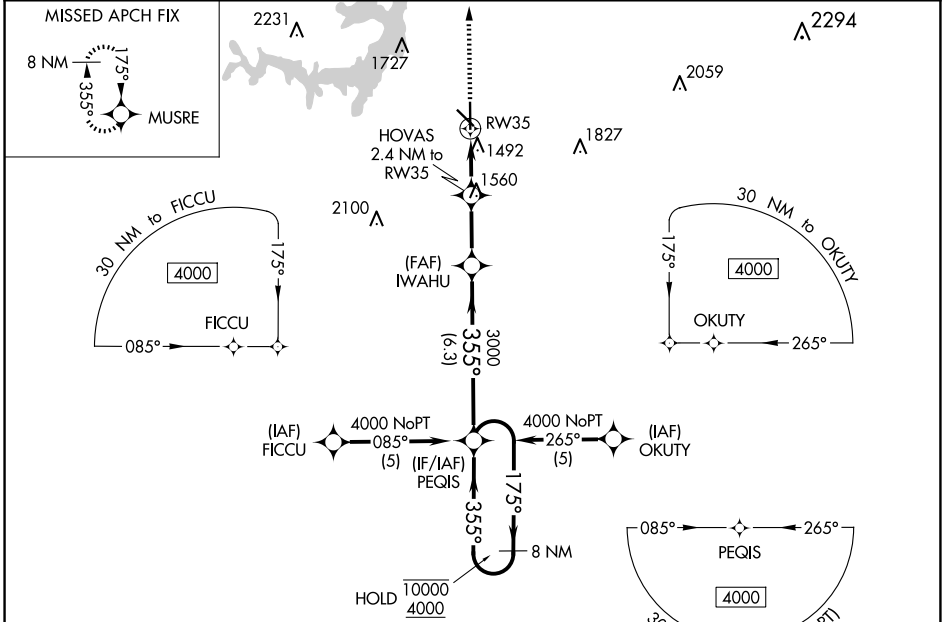 MISSED APCH FIX
8 NM
175°
355°
MUSRE
2231
1727
2294
2059
RW35
HOVAS
2.4 NM to
RW35
1492
1827
1560
2100
30 NM to FICCU
4000
175°
FICCU
085°
30 NM to OKUTY
4000
175°
OKUTY
265°
(FAF)
IWAHU
3000
355°
(6.3)
(IAF)
FICCU
4000 NoPT
085°
(5)
(IF/IAF)
PEQIS
4000 NoPT
265°
(5)
(IAF)
OKUTY
355°
175°
8 NM
HOLD
10000
4000
085°
265°
PEQIS
4000